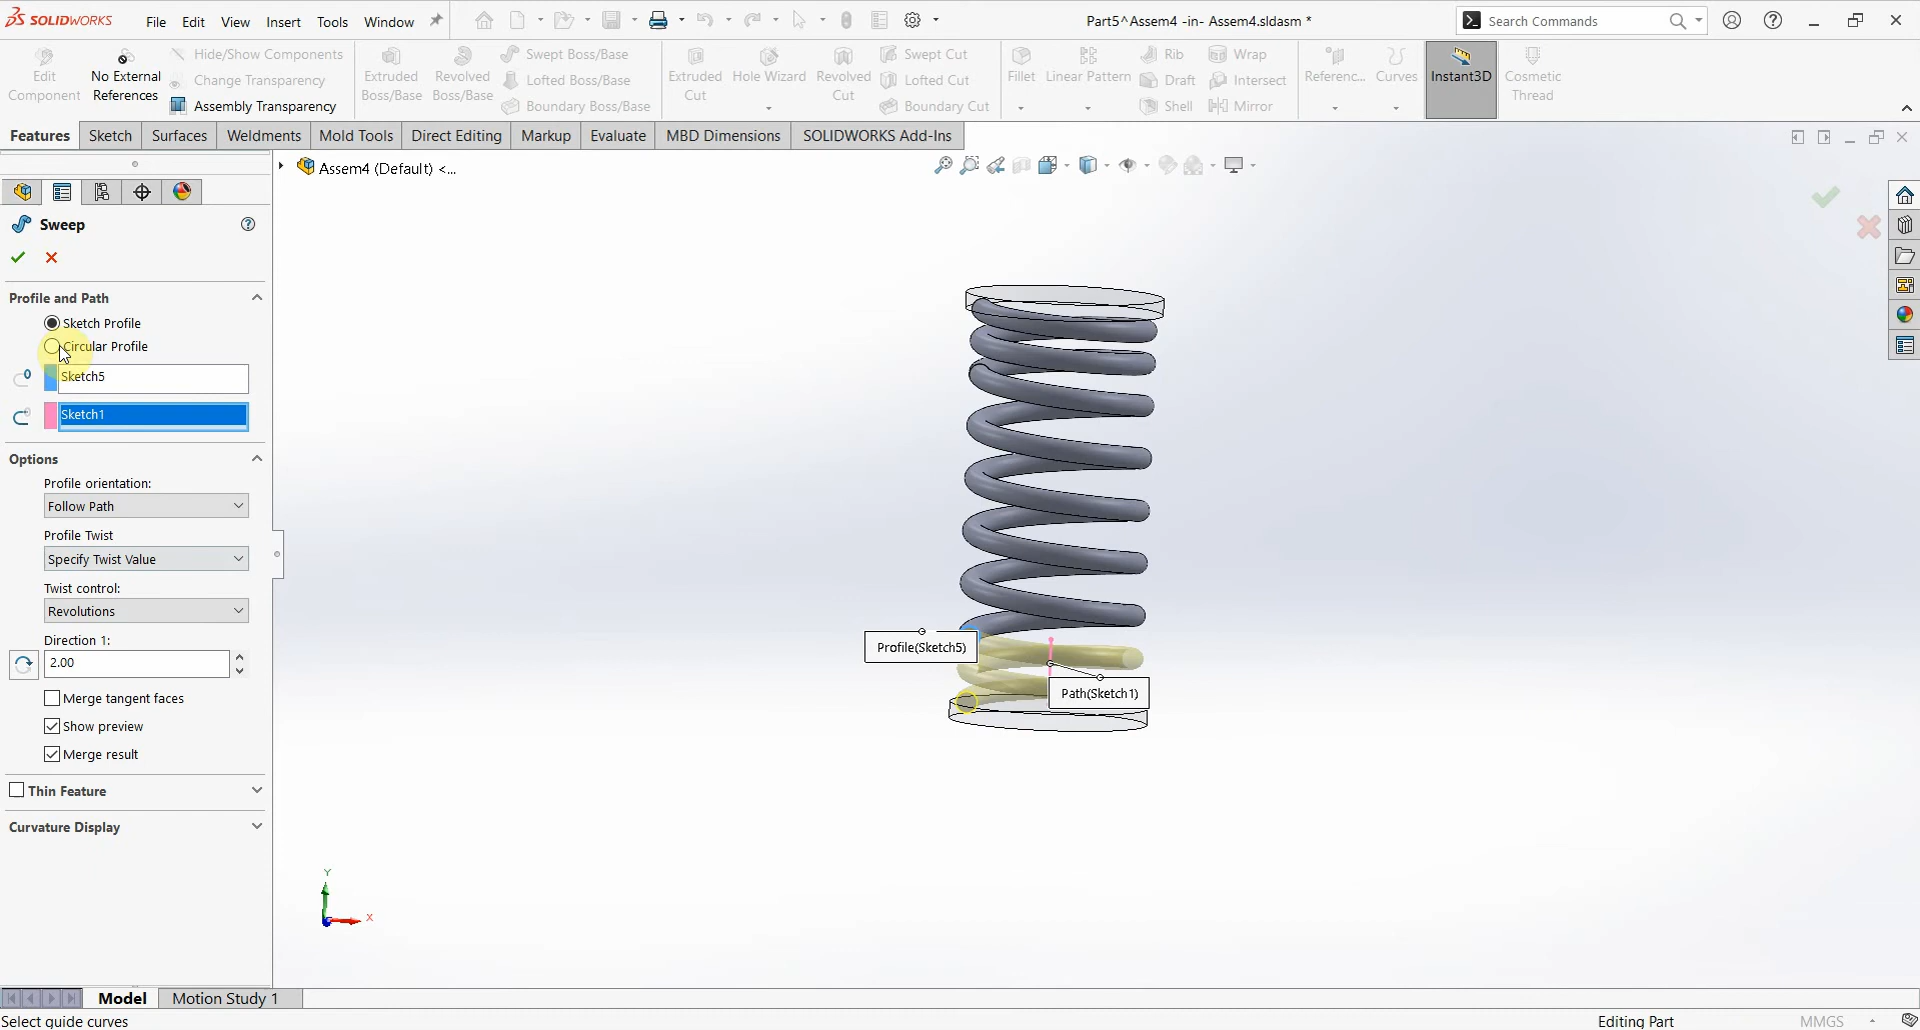 SOLIDWORKS
File Edit View Insert Tools Window
Part5^Assem4 -in- Assem4.sldasm *
Search Commands
Edit Component
No External References
Hide/Show Components
Change Transparency
Assembly Transparency
Extruded Boss/Base
Revolved Boss/Base
Swept Boss/Base
Lofted Boss/Base
Boundary Boss/Base
Extruded Cut
Hole Wizard
Revolved Cut
Swept Cut
Lofted Cut
Boundary Cut
Fillet
Linear Pattern
Rib
Draft
Shell
Wrap
Intersect
Mirror
Referenc...
Curves
Instant3D
Cosmetic Thread
Features Sketch Surfaces Weldments Mold Tools Direct Editing Markup Evaluate MBD Dimensions SOLIDWORKS Add-Ins
Assem4 (Default) <...
Sweep
Profile and Path
Sketch Profile
Circular Profile
Sketch5
Sketch1
Options
Profile orientation:
Follow Path
Profile Twist
Specify Twist Value
Twist control:
Revolutions
Direction 1:
2.00
Merge tangent faces
Show preview
Merge result
Thin Feature
Curvature Display
Profile(Sketch5)
Path(Sketch1)
Y
X
Model Motion Study 1
Select guide curves
Editing Part
MMGS